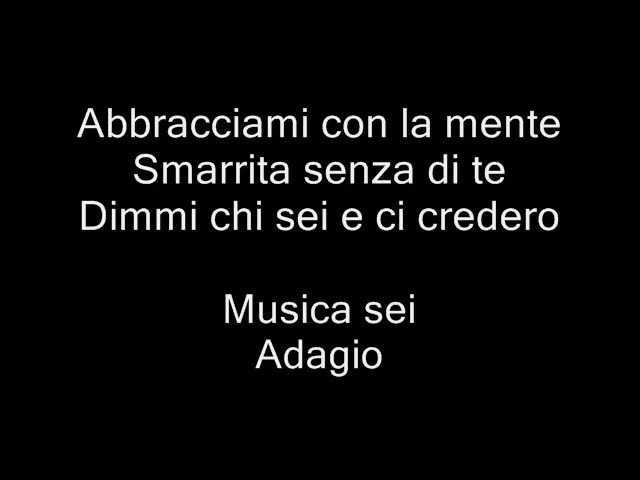 Abbracciami con la mente
Smarrita senza di te
Dimmi chi sei e ci credero
Musica sei
Adagio